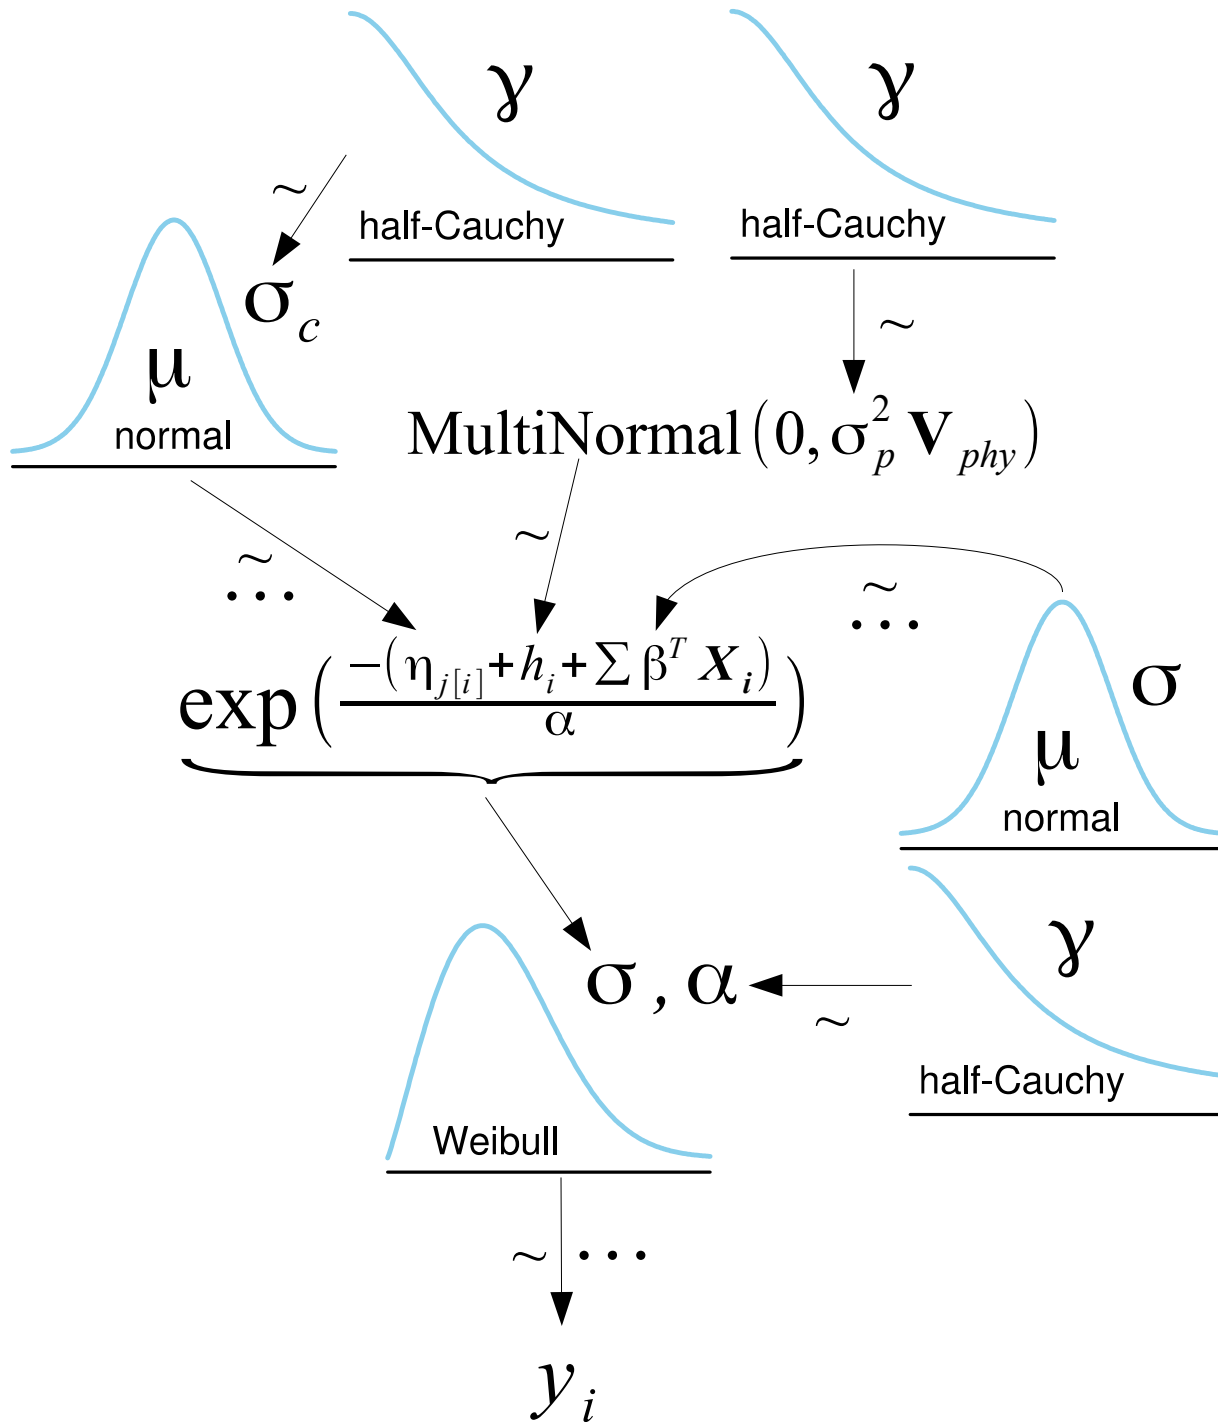 γ
γ
~
half-Cauchy
half-Cauchy
σ_c
~
μ
normal
MultiNormal(0, σ_p^2 V_phy)
~
~
...
~
...
exp(−(η_{j[i]}+h_i+∑ β^T X_i)/α)
σ
μ
normal
γ
σ, α
~
half-Cauchy
Weibull
~ ...
y_i